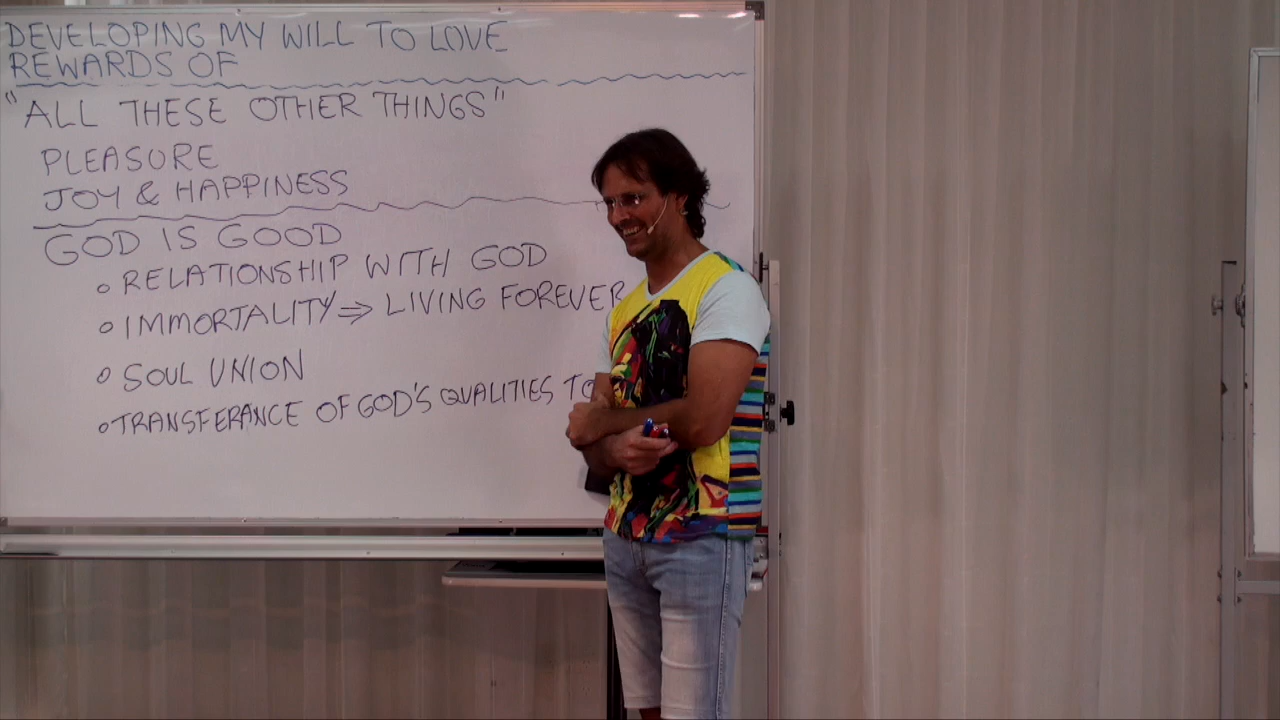 DEVELOPING MY WILL TO LOVE
REWARDS OF
"ALL THESE OTHER THINGS"
PLEASURE
JOY & HAPPINESS
GOD IS GOOD
o RELATIONSHIP WITH GOD
o IMMORTALITY ⇒ LIVING FOREVER
o SOUL UNION
o TRANSFERANCE OF GOD'S QUALITIES TO